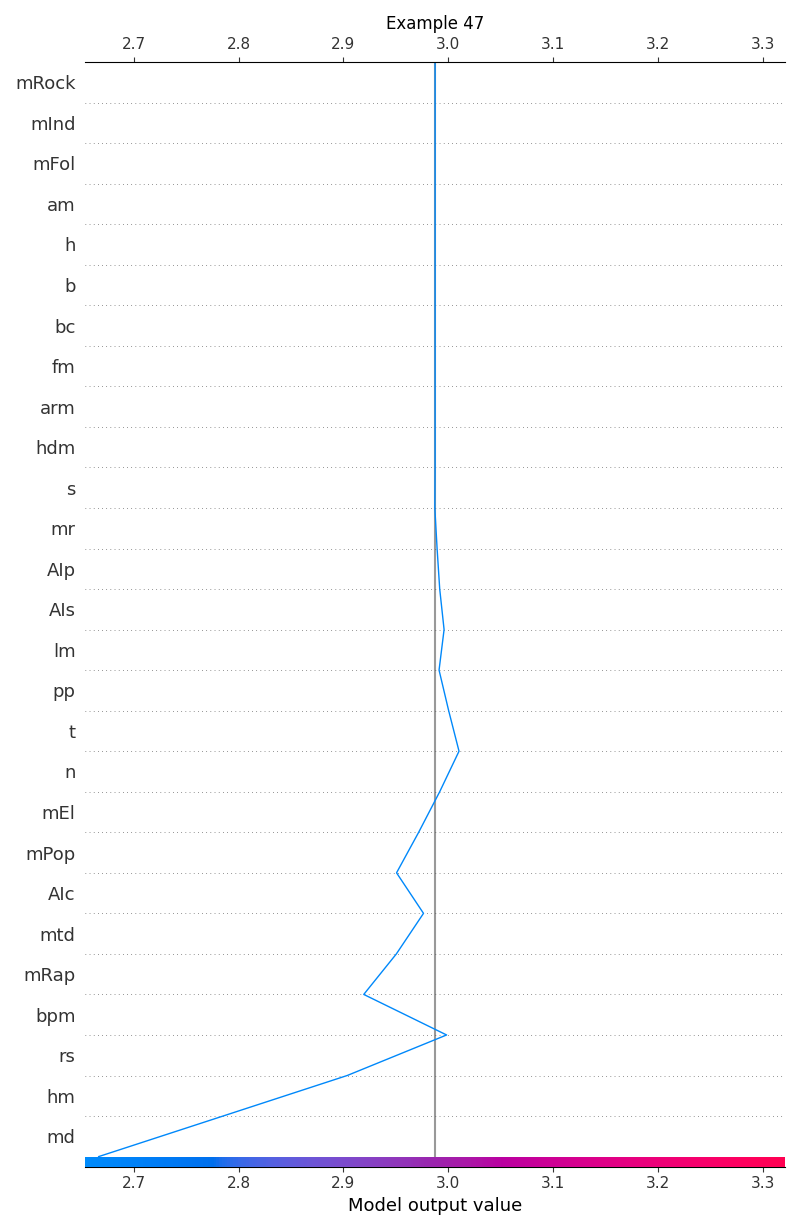 Example 47
2.7 2.8 2.9 3.0 3.1 3.2 3.3
mRock
mInd
mFol
am
h
b
bc
fm
arm
hdm
s
mr
AIp
AIs
lm
pp
t
n
mEl
mPop
AIc
mtd
mRap
bpm
rs
hm
md
2.7 2.8 2.9 3.0 3.1 3.2 3.3
Model output value